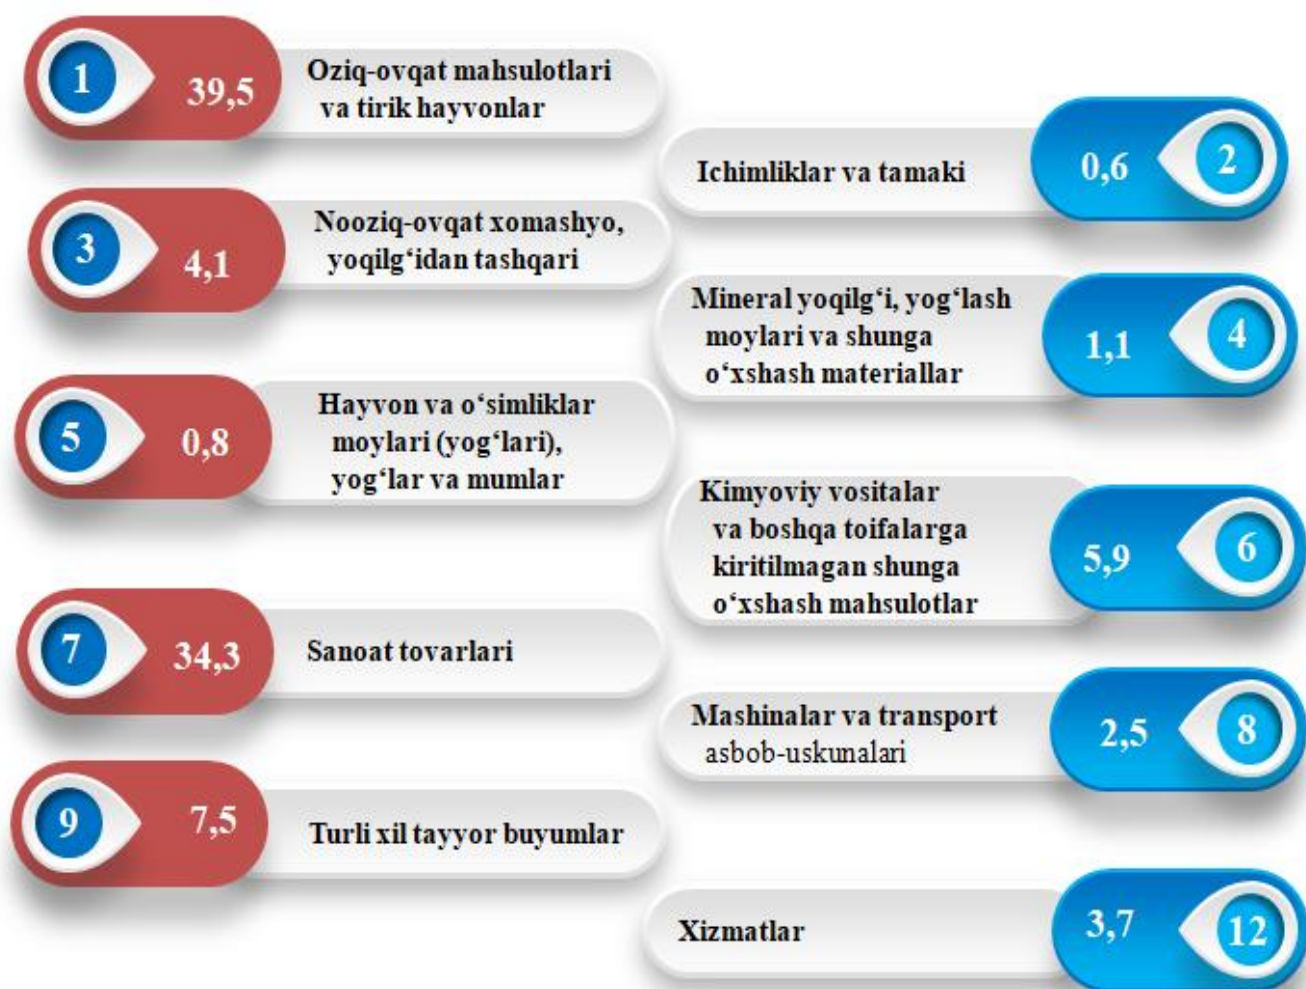 1
39,5
Oziq-ovqat mahsulotlari
va tirik hayvonlar
Ichimliklar va tamaki
0,6
2
3
4,1
Nooziq-ovqat xomashyo,
yoqilg‘idan tashqari
Mineral yoqilg‘i, yog‘lash
moylari va shunga
o‘xshash materiallar
1,1
4
5
0,8
Hayvon va o‘simliklar
moylari (yog‘lari),
yog‘lar va mumlar
Kimyoviy vositalar
va boshqa toifalarga
kiritilmagan shunga
o‘xshash mahsulotlar
5,9
6
7
34,3
Sanoat tovarlari
Mashinalar va transport
asbob-uskunalari
2,5
8
9
7,5
Turli xil tayyor buyumlar
Xizmatlar
3,7
12